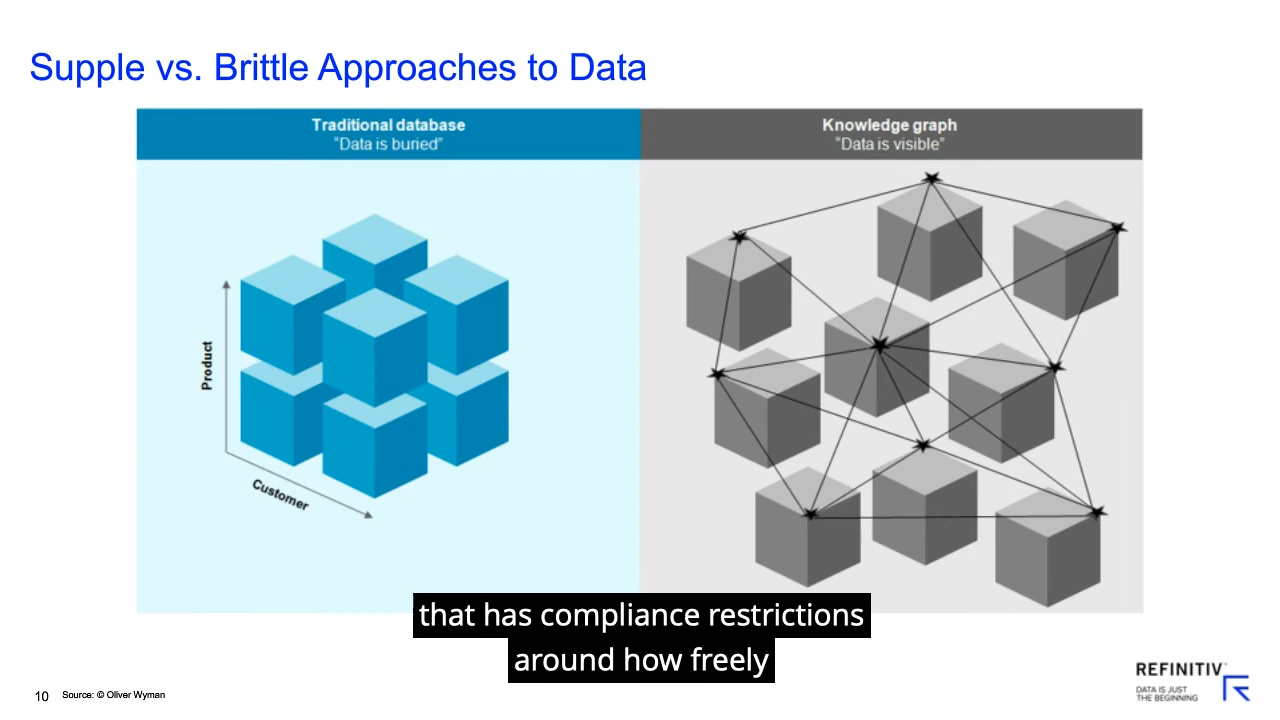 Supple vs. Brittle Approaches to Data
Traditional database
"Data is buried"
Knowledge graph
"Data is visible"
Product
Customer
that has compliance restrictions
around how freely
10
Source: © Oliver Wyman
REFINITIV
DATA IS JUST
THE BEGINNING